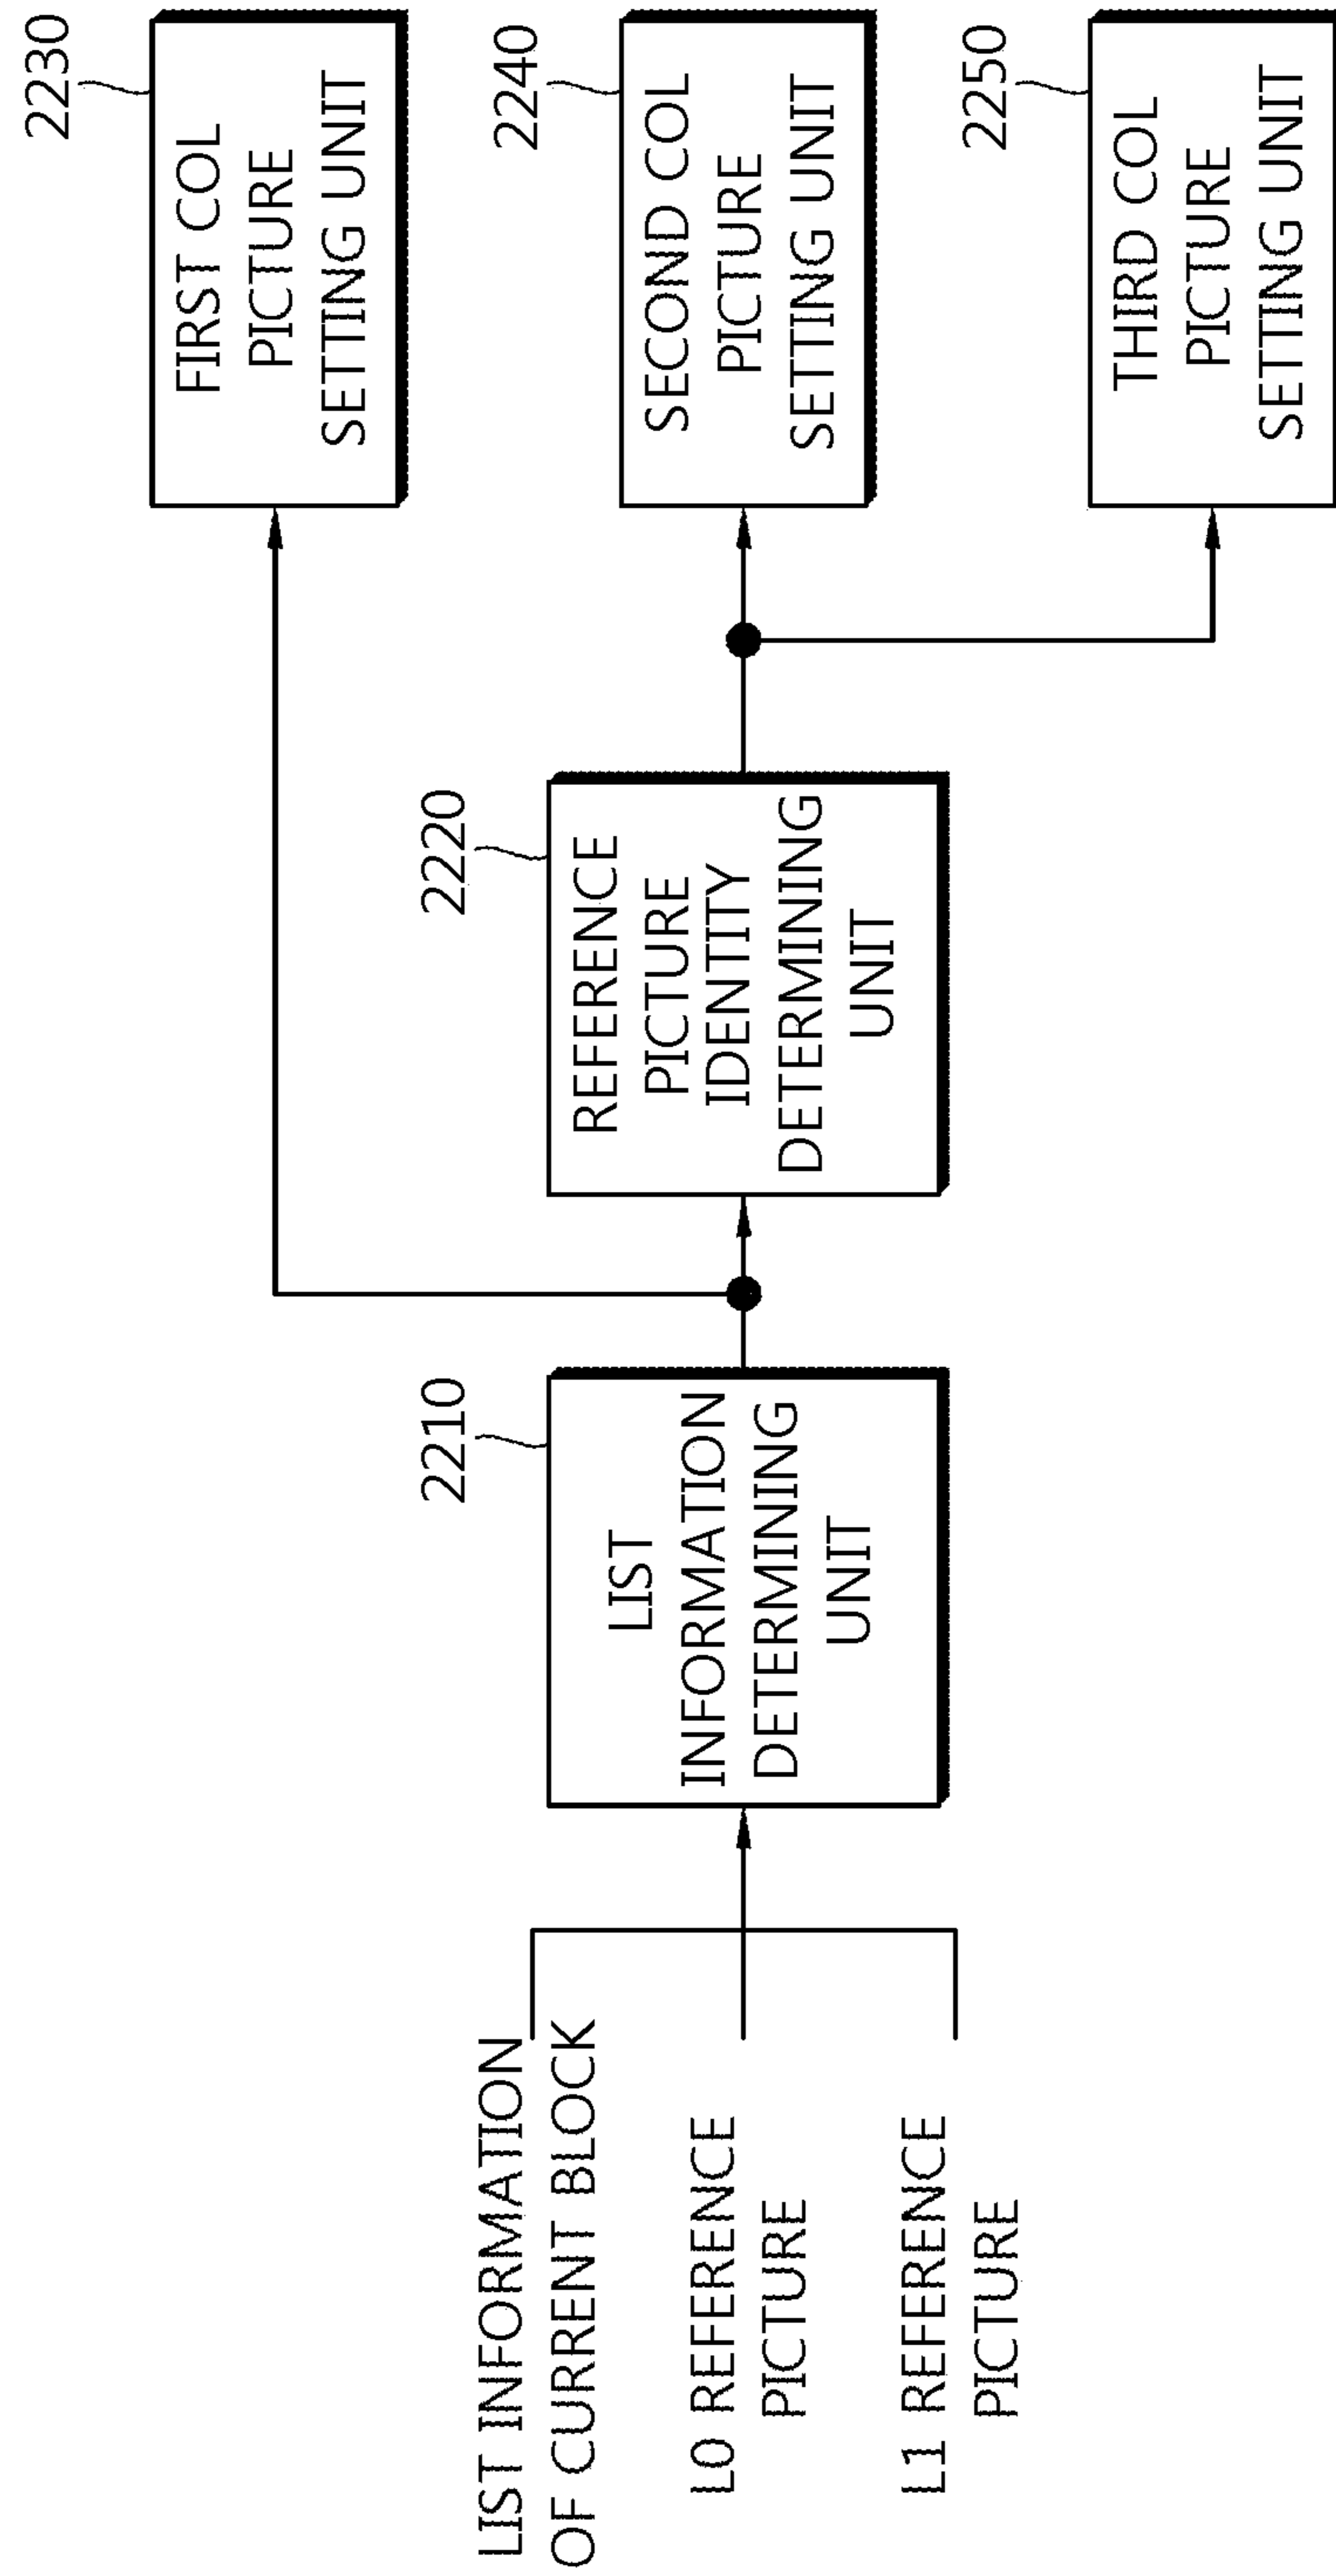 LIST INFORMATION
OF CURRENT BLOCK
L0 REFERENCE
PICTURE
L1 REFERENCE
PICTURE
2210
LIST
INFORMATION
DETERMINING
UNIT
2220
REFERENCE
PICTURE
IDENTITY
DETERMINING
UNIT
2230
FIRST COL
PICTURE
SETTING UNIT
2240
SECOND COL
PICTURE
SETTING UNIT
2250
THIRD COL
PICTURE
SETTING UNIT